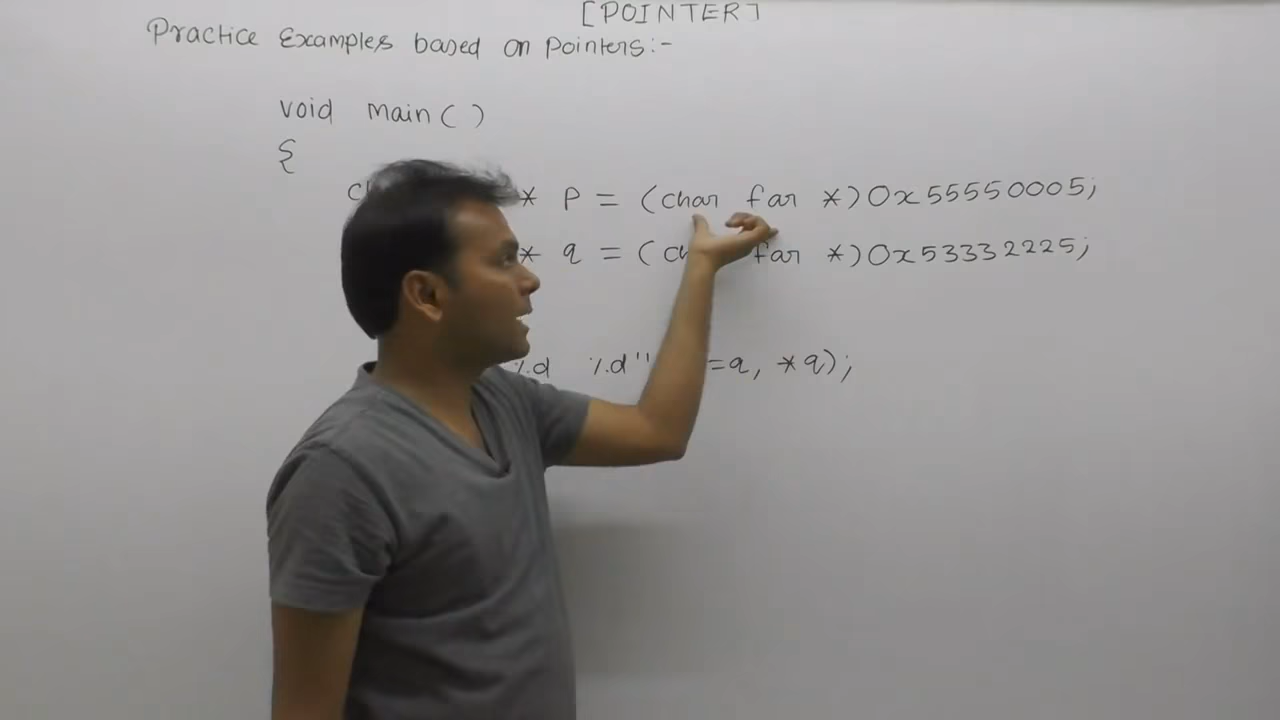 [POINTER]
Practice Examples based on pointers:-
void main( )
{
* p = (char far *)0x55550005;
* q = ( far *)0x53332225;
%d %d" =q, *q);